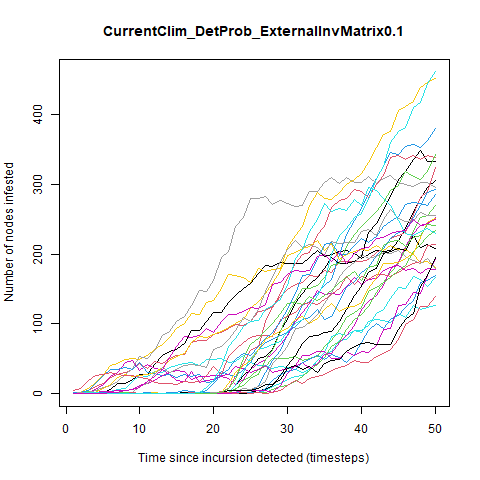 CurrentClim_DetProb_ExternalInvMatrix0.1
Number of nodes infested
400
300
200
100
0
0 10 20 30 40 50
Time since incursion detected (timesteps)